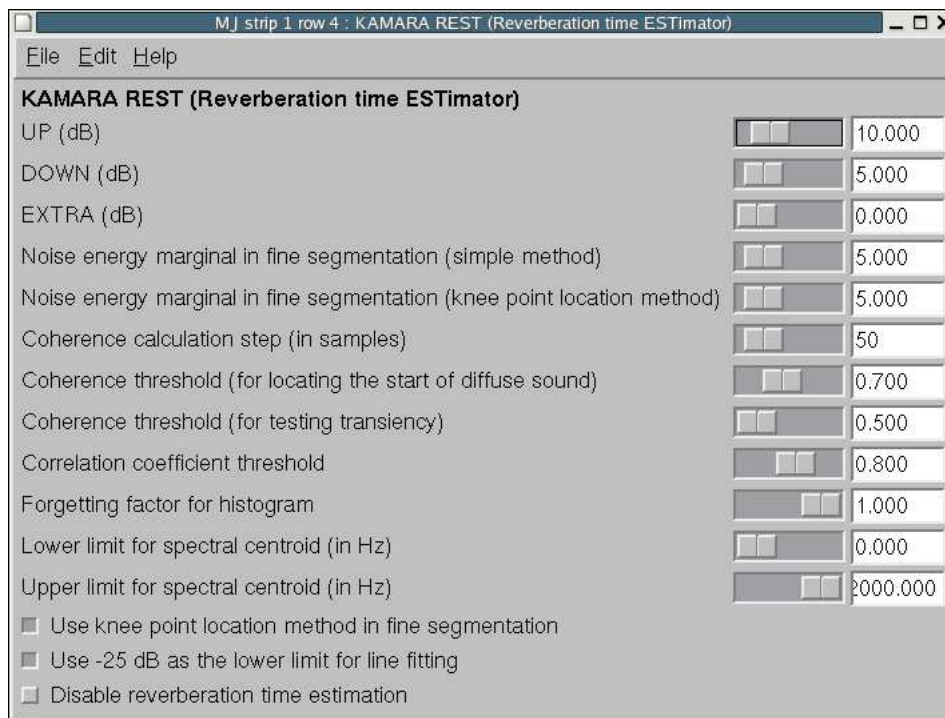 MJ strip 1 row 4 : KAMARA REST (Reverberation time ESTimator)
File Edit Help
KAMARA REST (Reverberation time ESTimator)
UP (dB) 10.000
DOWN (dB) 5.000
EXTRA (dB) 0.000
Noise energy marginal in fine segmentation (simple method) 5.000
Noise energy marginal in fine segmentation (knee point location method) 5.000
Coherence calculation step (in samples) 50
Coherence threshold (for locating the start of diffuse sound) 0.700
Coherence threshold (for testing transiency) 0.500
Correlation coefficient threshold 0.800
Forgetting factor for histogram 1.000
Lower limit for spectral centroid (in Hz) 0.000
Upper limit for spectral centroid (in Hz) 2000.000
Use knee point location method in fine segmentation
Use -25 dB as the lower limit for line fitting
Disable reverberation time estimation